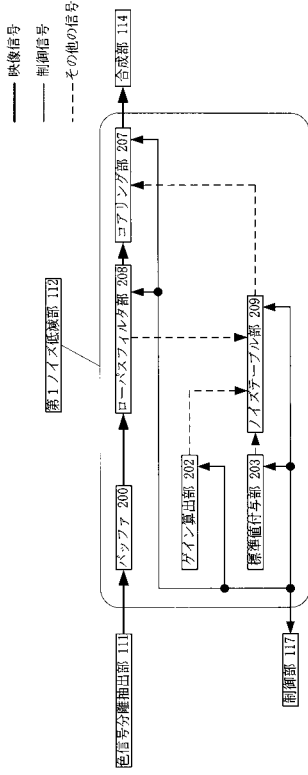 映像信号
制御信号
その他の信号
第1ノイズ低減部 112
色信号分離抽出部 111
バッファ 200
ローパスフィルタ部 208
コアリング部 207
合成部 114
ゲイン算出部 202
標準値付与部 203
ノイズテーブル部 209
制御部 117